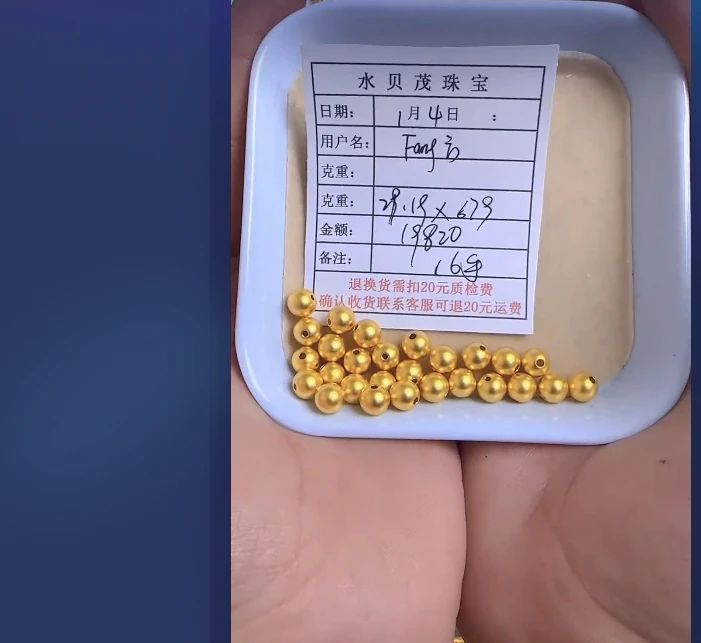 水贝茂珠宝
日期： 1月4日 ：
用户名： Fang
克重：
克重： 29.19×679
金额： 19820
备注：
退换货需扣20元质检费
确认收货联系客服可退20元运费